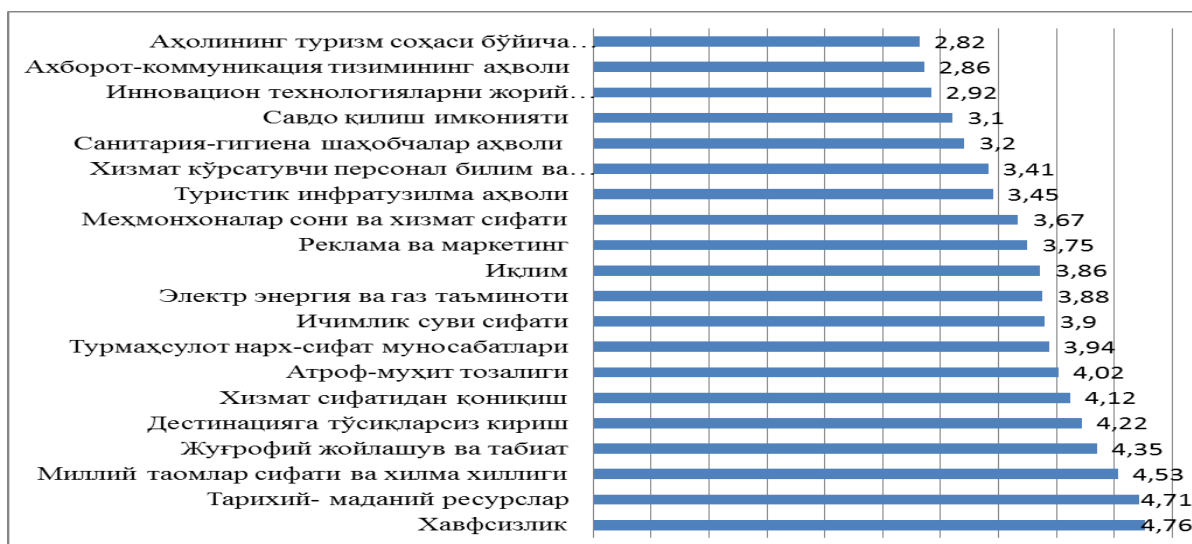 Аҳолининг туризм соҳаси бўйича… 2,82
Ахборот-коммуникация тизимининг аҳволи 2,86
Инновацион технологияларни жорий… 2,92
Савдо қилиш имконияти 3,1
Санитария-гигиена шаҳобчалар аҳволи 3,2
Хизмат кўрсатувчи персонал билим ва… 3,41
Туристик инфратузилма аҳволи 3,45
Меҳмонхоналар сони ва хизмат сифати 3,67
Реклама ва маркетинг 3,75
Иқлим 3,86
Электр энергия ва газ таъминоти 3,88
Ичимлик суви сифати 3,9
Турмаҳсулот нарх-сифат муносабатлари 3,94
Атроф-муҳит тозалиги 4,02
Хизмат сифатидан қониқиш 4,12
Дестинацияга тўсиқларсиз кириш 4,22
Жуғрофий жойлашув ва табиат 4,35
Миллий таомлар сифати ва хилма хиллиги 4,53
Тарихий- маданий ресурслар 4,71
Хавфсизлик 4,76